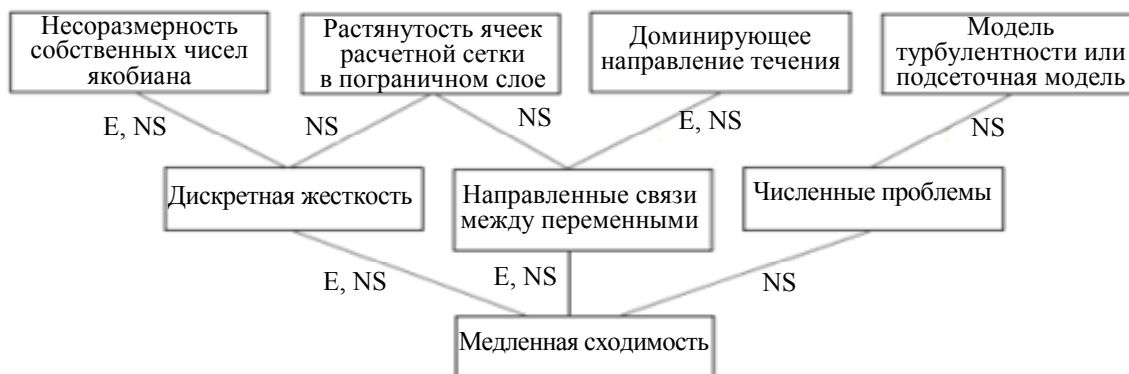 Несоразмерность
собственных чисел
якобиана
Растянутость ячеек
расчетной сетки
в пограничном слое
Доминирующее
направление течения
Модель
турбулентности или
подсеточная модель
E, NS
NS
NS
E, NS
NS
Дискретная жесткость
Направленные связи
между переменными
Численные проблемы
E, NS
E, NS
NS
Медленная сходимость